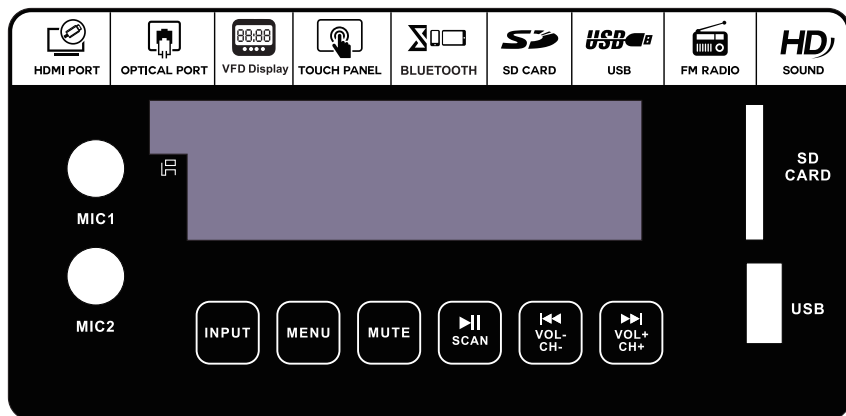 88:88
SD
USB
HD
HDMI PORT
OPTICAL PORT
VFD Display
TOUCH PANEL
BLUETOOTH
SD CARD
USB
FM RADIO
SOUND
MIC1
MIC2
SD
CARD
USB
INPUT
MENU
MUTE
SCAN
VOL-
CH-
VOL+
CH+